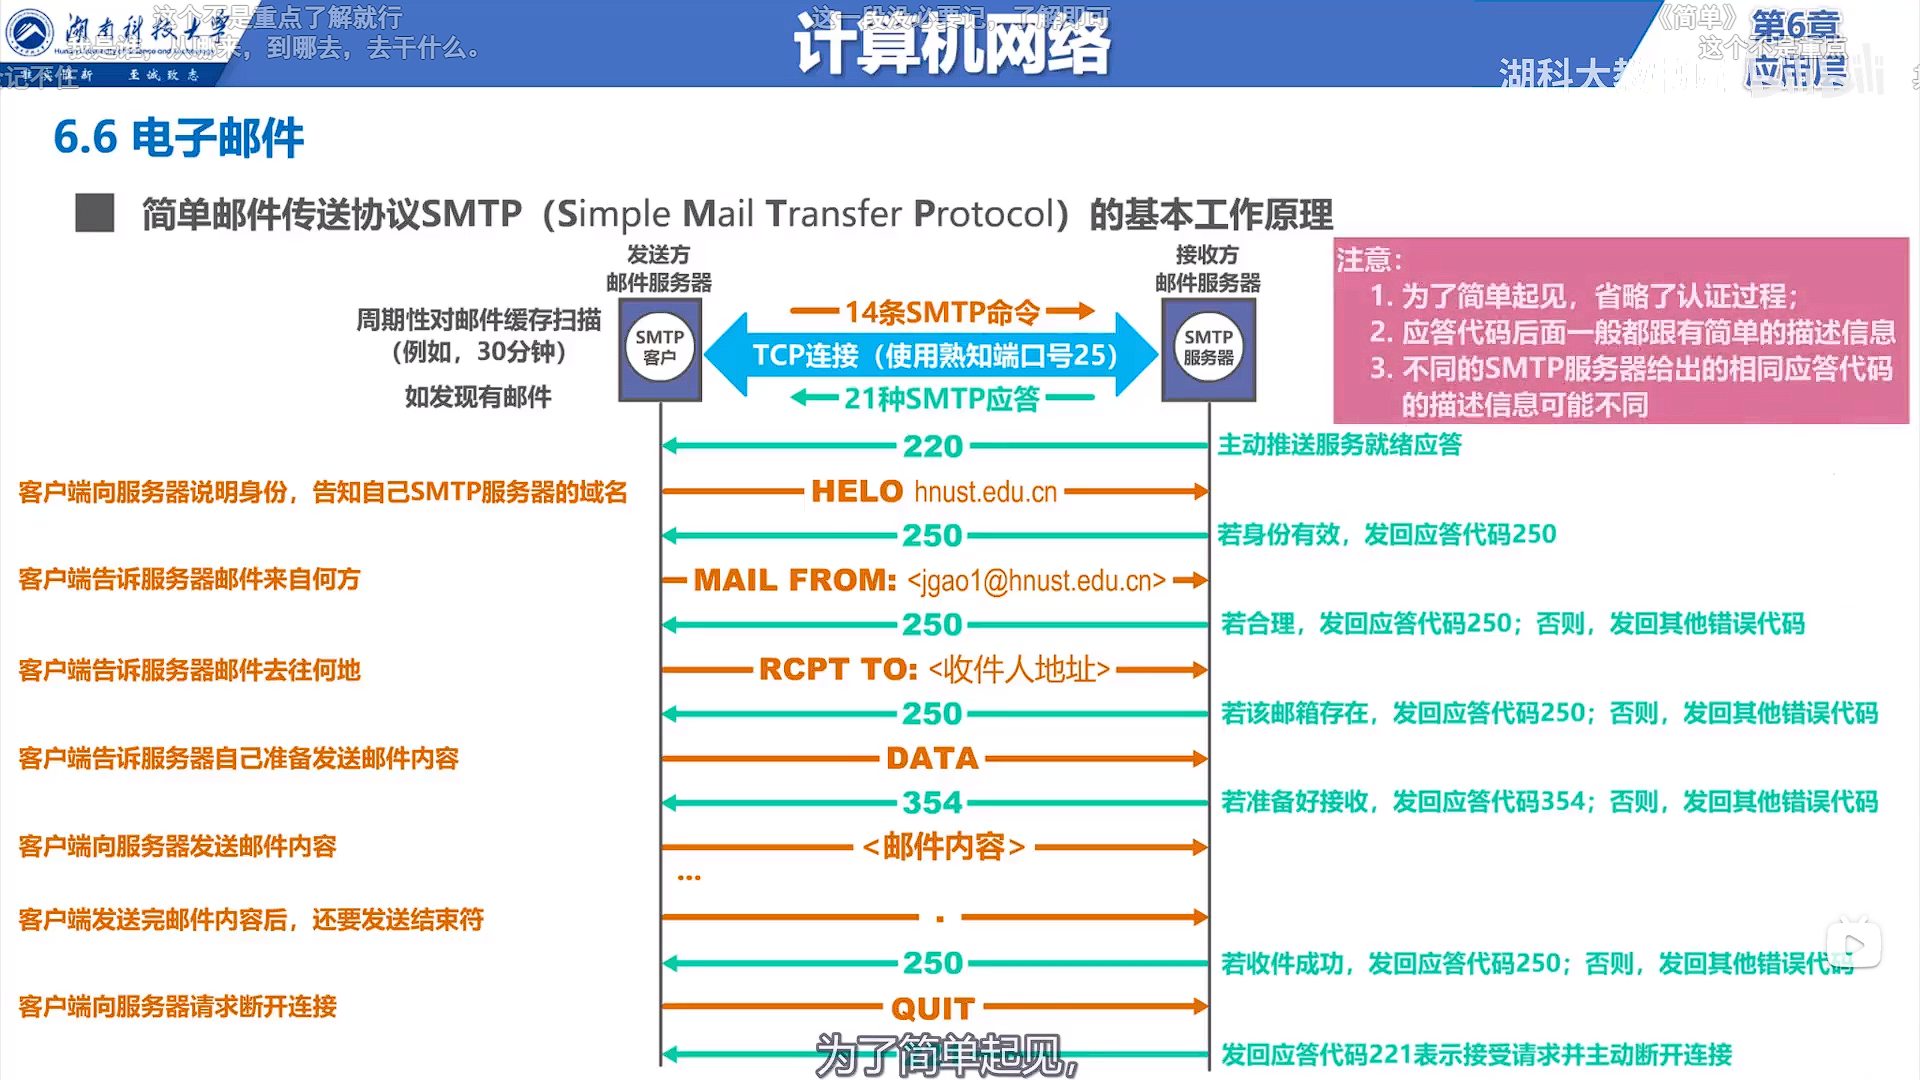 湖南科技大学
这个不是重点了解就行
我是谁，从哪来，到哪去，去干什么。
记不住
至诚致志
计算机网络
这一段没必要记，了解即可
《简单》
第6章
这个不是重点
应用层
6.6 电子邮件
简单邮件传送协议SMTP（Simple Mail Transfer Protocol）的基本工作原理
发送方
邮件服务器
接收方
邮件服务器
注意：
1. 为了简单起见，省略了认证过程；
2. 应答代码后面一般都跟有简单的描述信息
3. 不同的SMTP服务器给出的相同应答代码
的描述信息可能不同
周期性对邮件缓存扫描
（例如，30分钟）
如发现有邮件
SMTP
客户
14条SMTP命令
TCP连接（使用熟知端口号25）
21种SMTP应答
SMTP
服务器
220
主动推送服务就绪应答
客户端向服务器说明身份，告知自己SMTP服务器的域名
HELO hnust.edu.cn
250
若身份有效，发回应答代码250
客户端告诉服务器邮件来自何方
MAIL FROM: <jgao1@hnust.edu.cn>
250
若合理，发回应答代码250；否则，发回其他错误代码
客户端告诉服务器邮件去往何地
RCPT TO: <收件人地址>
250
若该邮箱存在，发回应答代码250；否则，发回其他错误代码
客户端告诉服务器自己准备发送邮件内容
DATA
354
若准备好接收，发回应答代码354；否则，发回其他错误代码
客户端向服务器发送邮件内容
<邮件内容>
...
客户端发送完邮件内容后，还要发送结束符
.
250
若收件成功，发回应答代码250；否则，发回其他错误代码
客户端向服务器请求断开连接
QUIT
发回应答代码221表示接受请求并主动断开连接
为了简单起见，